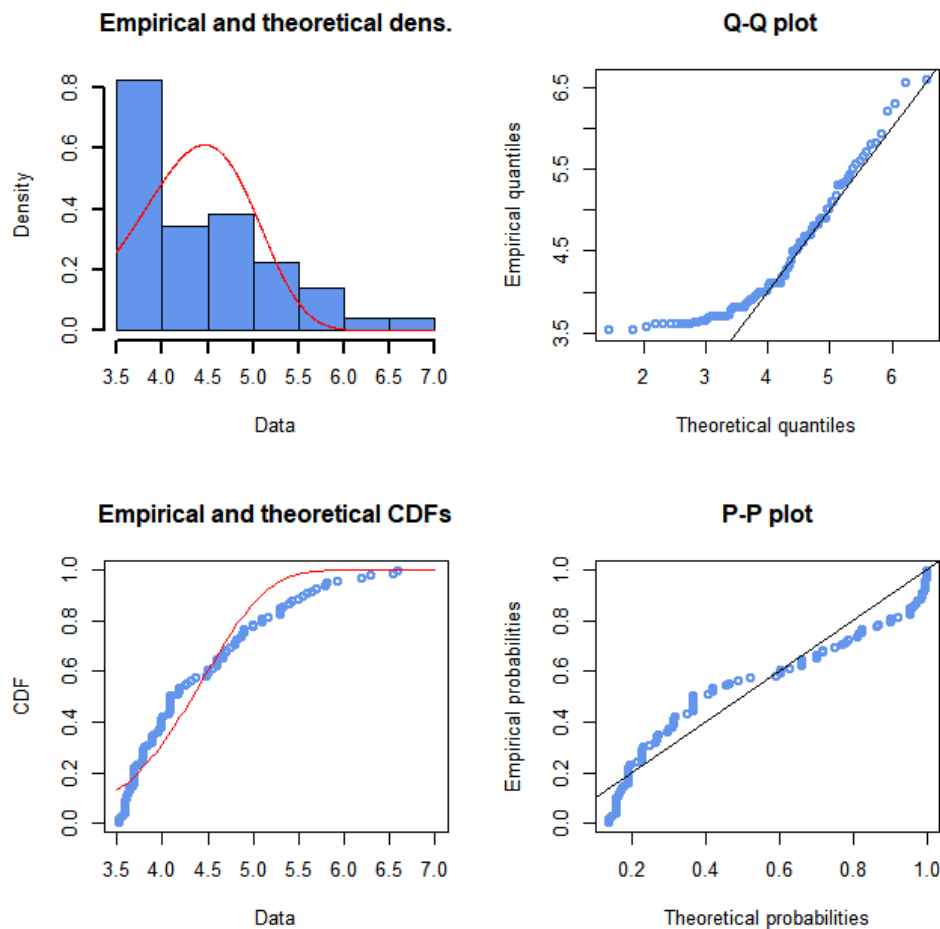 Empirical and theoretical dens.
Density
0.0 0.2 0.4 0.6 0.8
3.5 4.0 4.5 5.0 5.5 6.0 6.5 7.0
Data
Q-Q plot
Empirical quantiles
3.5 4.5 5.5 6.5
2 3 4 5 6
Theoretical quantiles
Empirical and theoretical CDFs
CDF
0.0 0.2 0.4 0.6 0.8 1.0
3.5 4.0 4.5 5.0 5.5 6.0 6.5 7.0
Data
P-P plot
Empirical probabilities
0.0 0.2 0.4 0.6 0.8 1.0
0.2 0.4 0.6 0.8 1.0
Theoretical probabilities